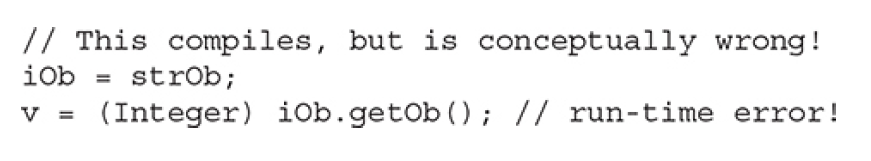 // This compiles, but is conceptually wrong!
iOb = strOb;
v = (Integer) iOb.getOb(); // run-time error!